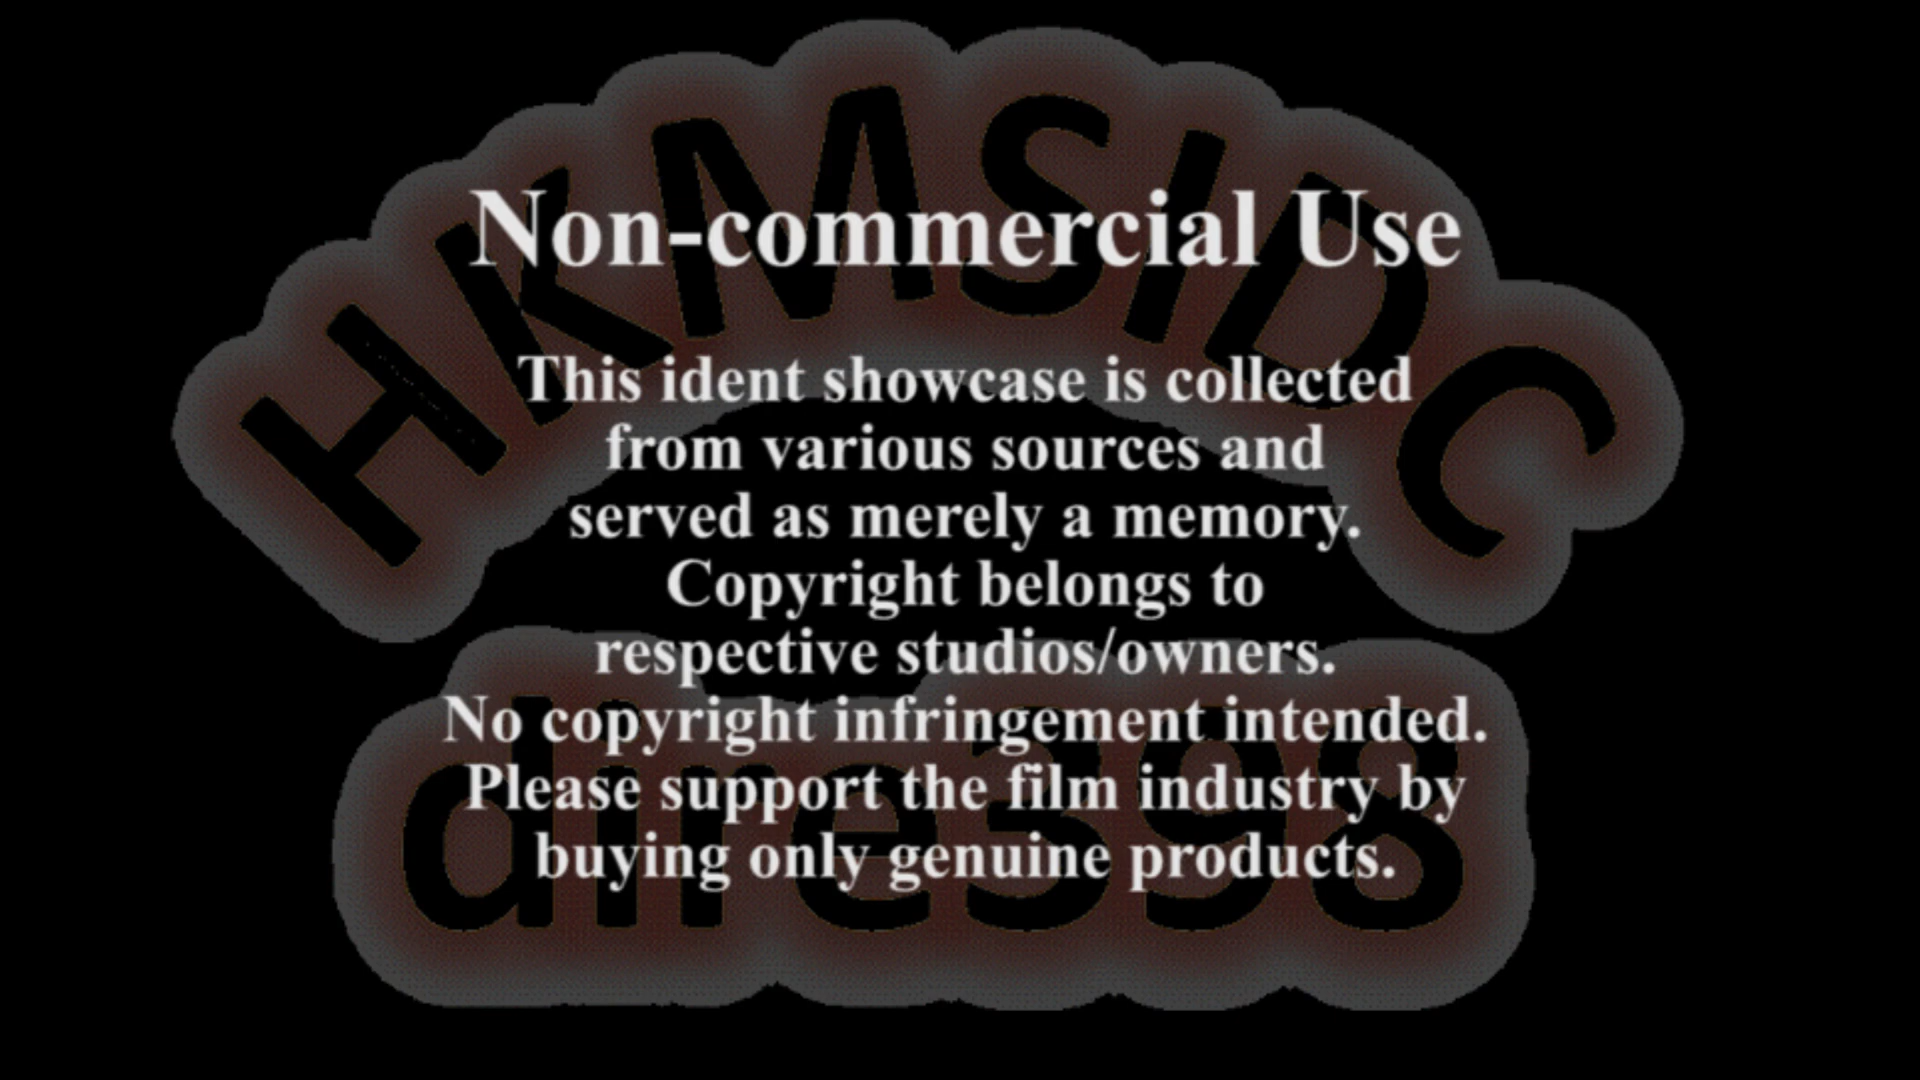 HKMSIDC
Non-commercial Use
This ident showcase is collected
from various sources and
served as merely a memory.
Copyright belongs to
respective studios/owners.
No copyright infringement intended.
Please support the film industry by
buying only genuine products.
dire398